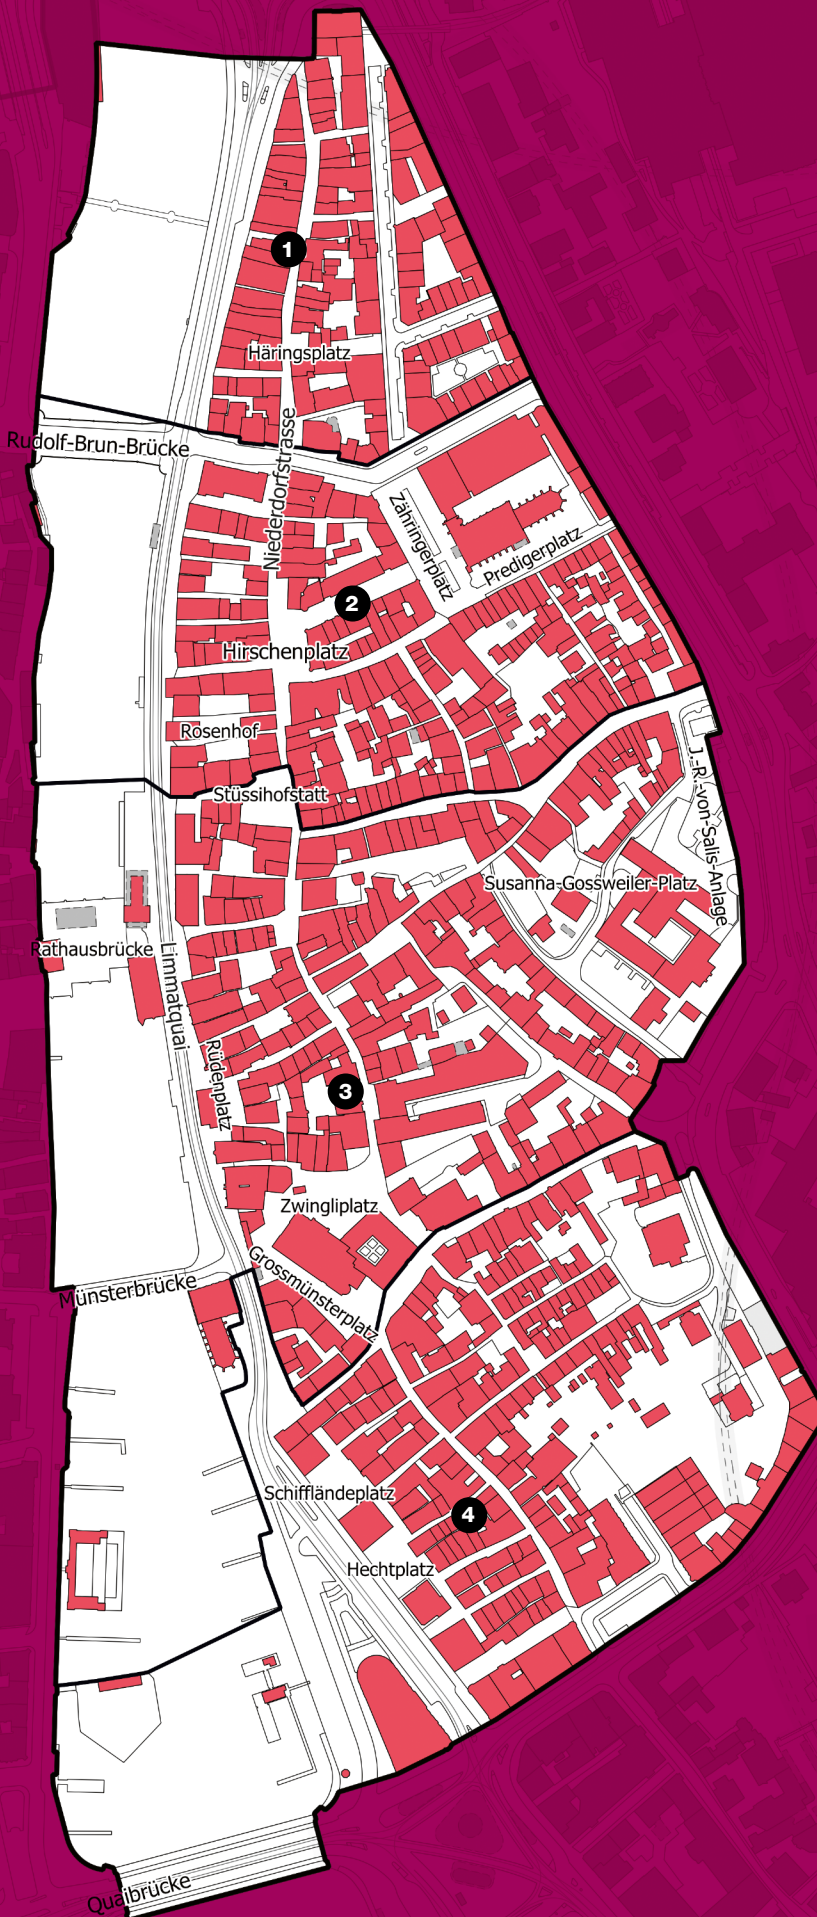 1
Häringsplatz
Rudolf-Brun-Brücke
Niederdorfstrasse
Zähringerplatz
Predigerplatz
2
Hirschenplatz
Rosenhof
Stüssihofstatt
J.-R.-von-Salis-Anlage
Susanna-Gossweiler-Platz
Rathausbrücke
Limmatquai
Rüdenplatz
3
Zwingliplatz
Grossmünsterplatz
Münsterbrücke
Schiffländeplatz
4
Hechtplatz
Quaibrücke